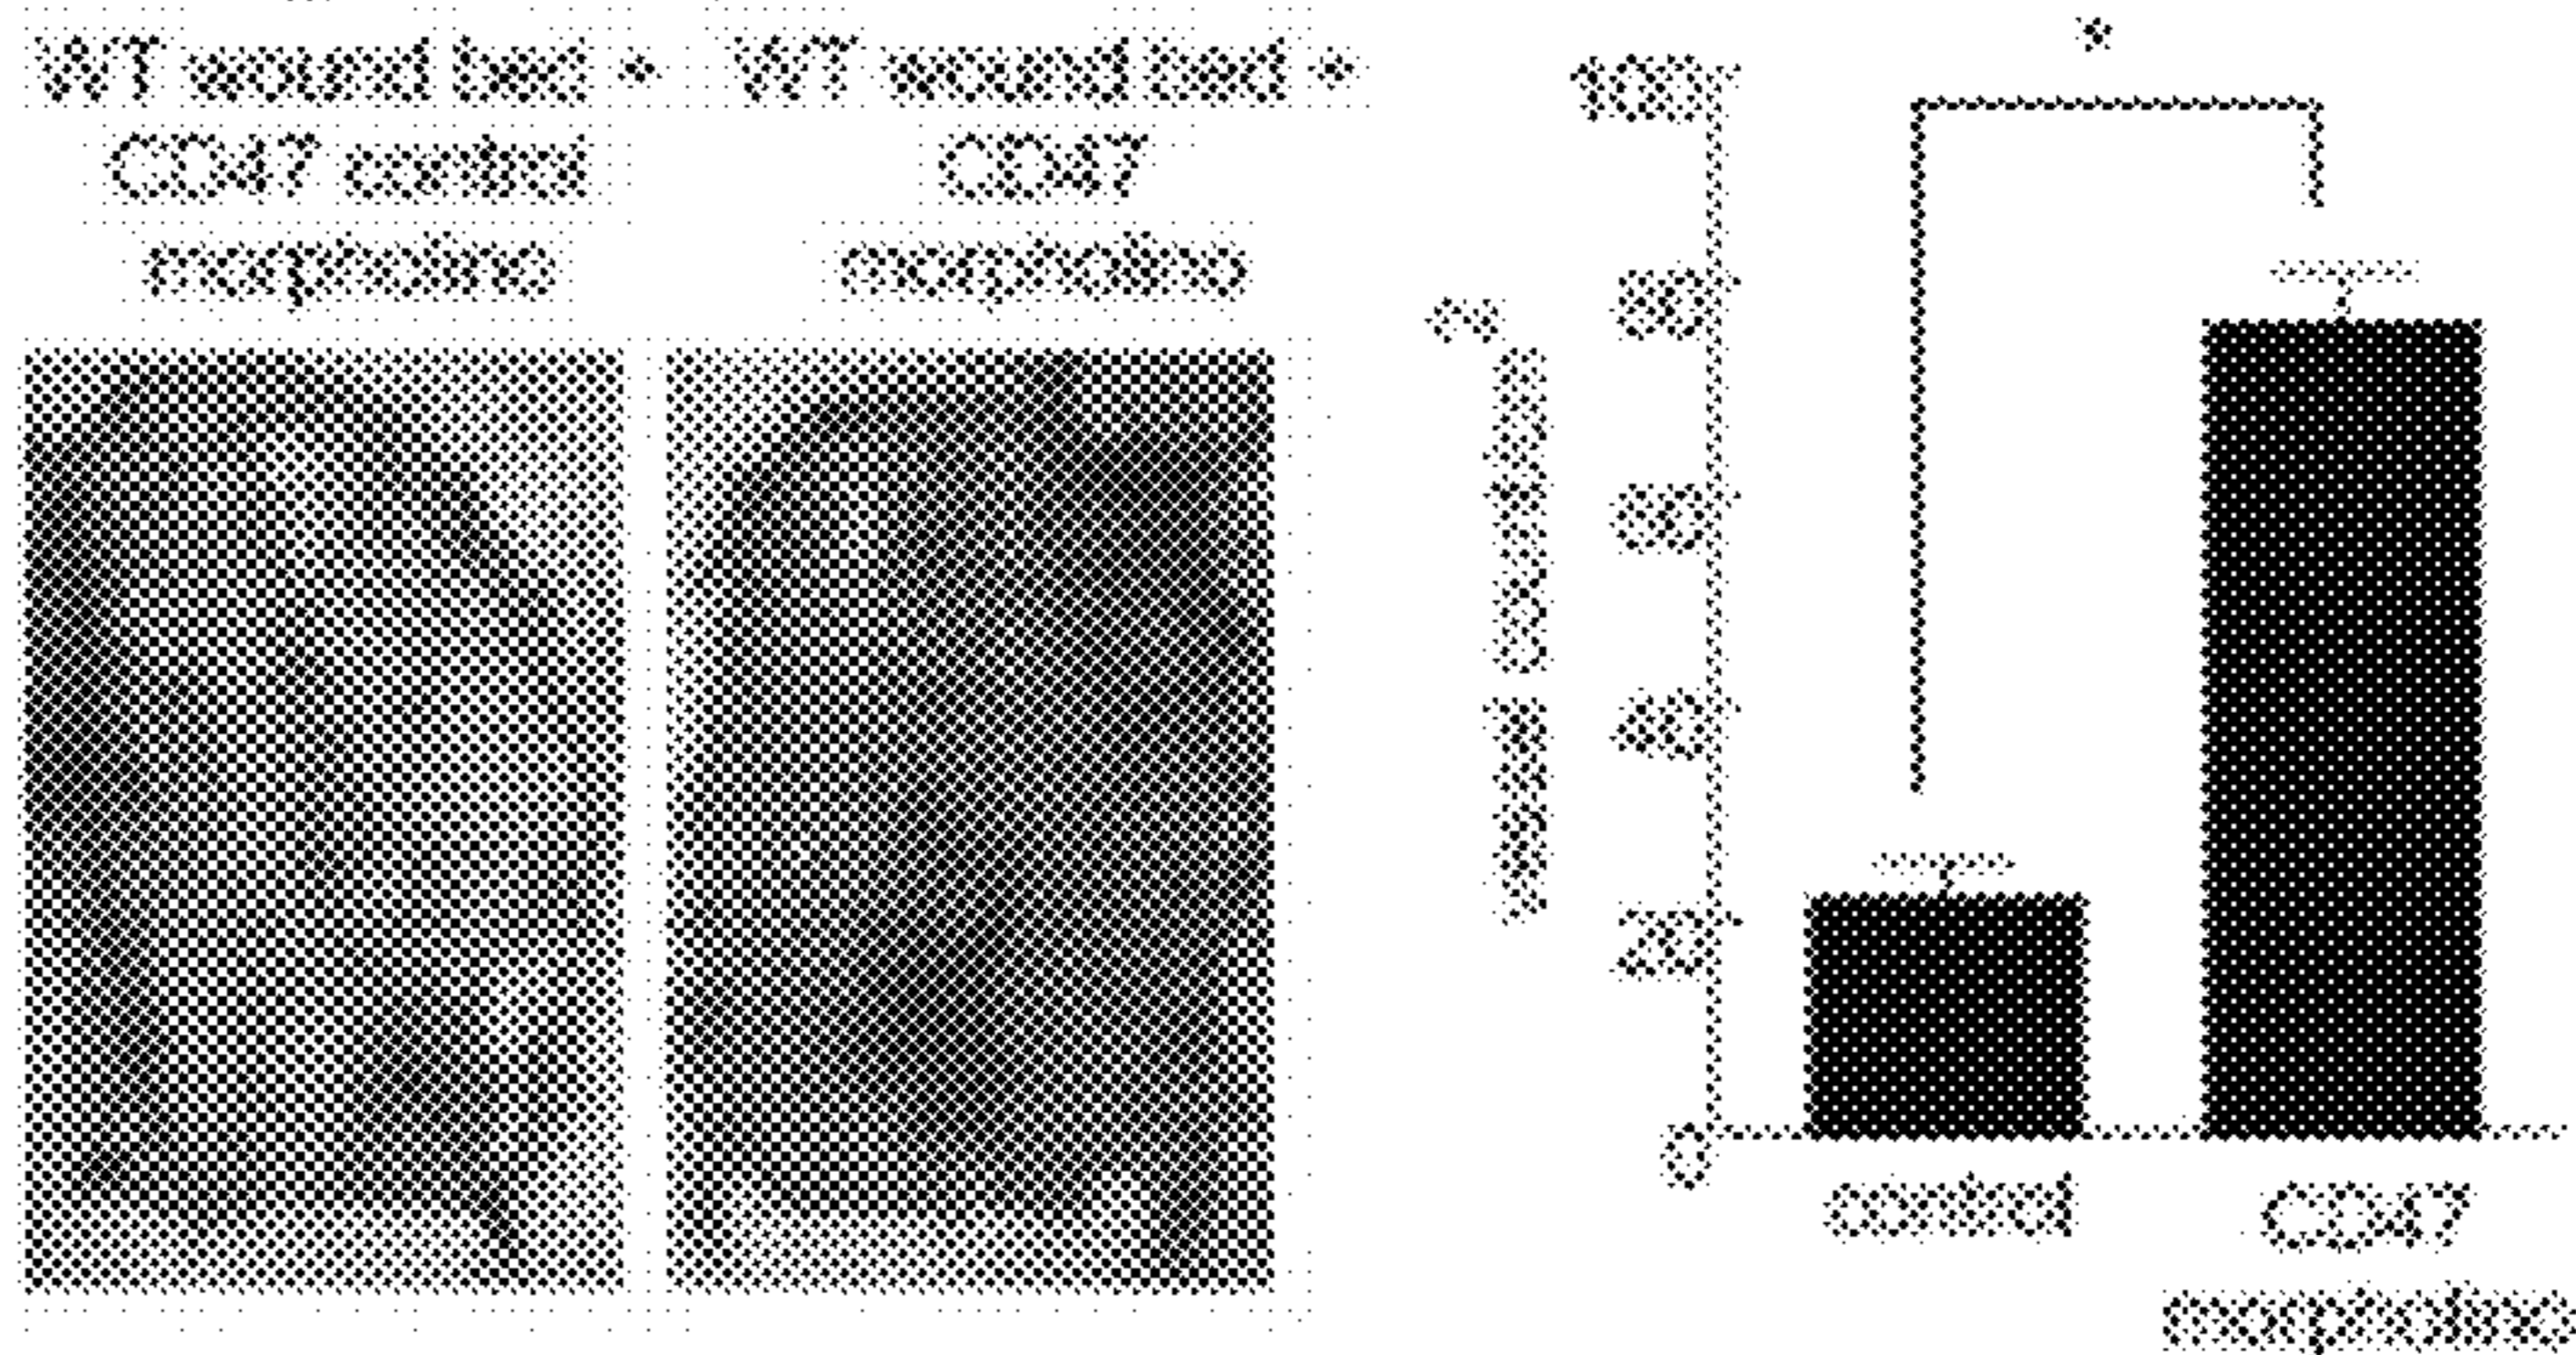 WT wound bed +
CD47 control
morpholino
WT wound bed +
CD47
morpholino
*
100
80
60
40
20
0
control
CD47
morpholino